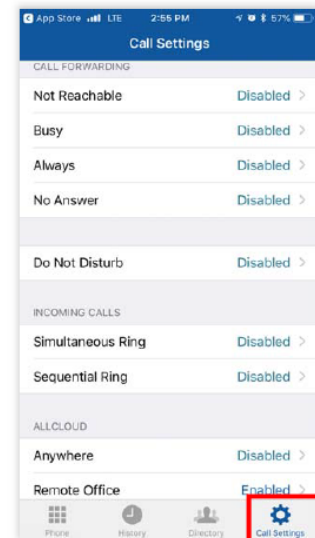 App Store LTE 2:55 PM 57%
Call Settings
CALL FORWARDING
Not Reachable Disabled
Busy Disabled
Always Disabled
No Answer Disabled
Do Not Disturb Disabled
INCOMING CALLS
Simultaneous Ring Disabled
Sequential Ring Disabled
ALLCLOUD
Anywhere Disabled
Remote Office Enabled
Phone History Directory Call Settings